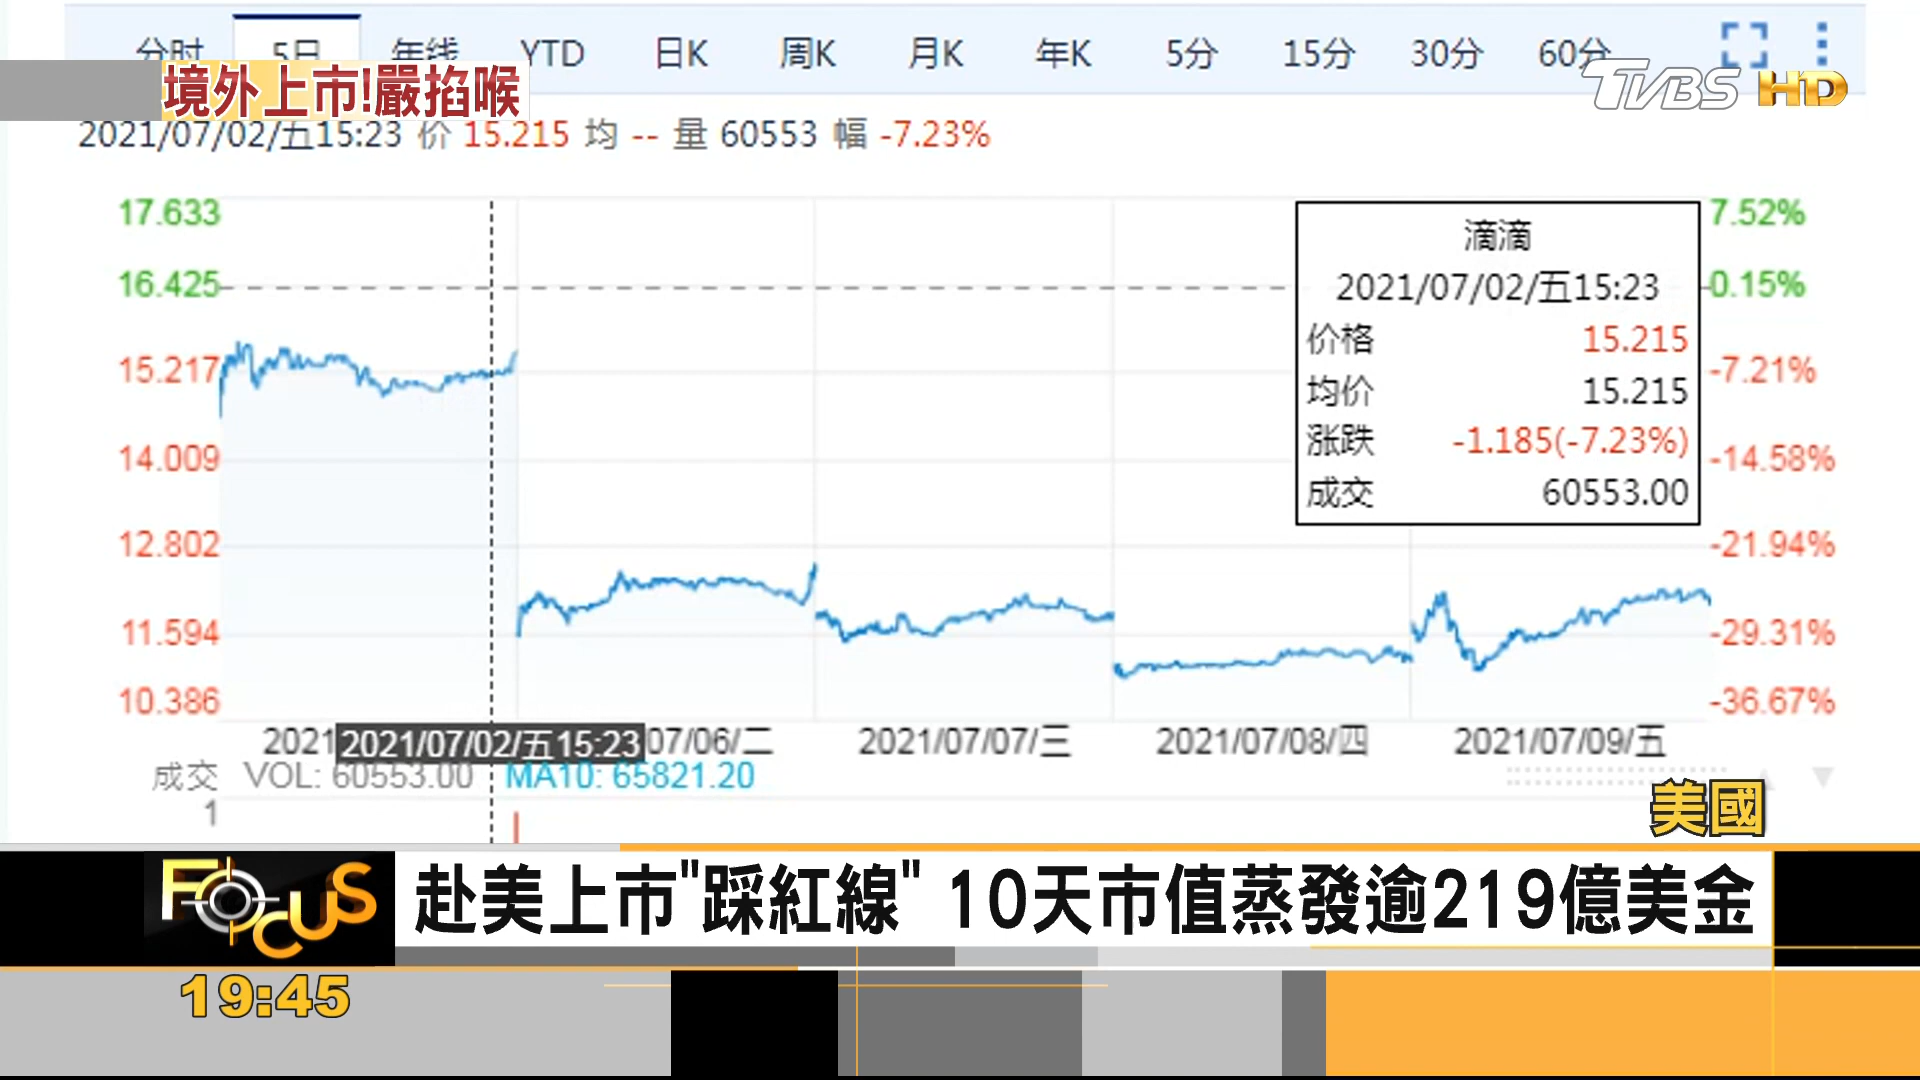 分时 5日 年线 YTD 日K 周K 月K 年K 5分 15分 30分 60分
TVBS HD
境外上市!嚴掐喉
2021/07/02/五15:23 价 15.215 均 -- 量 60553 幅 -7.23%
17.633 7.52%
16.425 0.15%
15.217 -7.21%
14.009 -14.58%
12.802 -21.94%
11.594 -29.31%
10.386 -36.67%
滴滴
2021/07/02/五15:23
价格 15.215
均价 15.215
涨跌 -1.185(-7.23%)
成交 60553.00
2021 2021/07/02/五15:23 07/06/二 2021/07/07/三 2021/07/08/四 2021/07/09/五
成交 VOL: 60553.00 MA10: 65821.20
1
美國
FOCUS
赴美上市"踩紅線" 10天市值蒸發逾219億美金
19:45